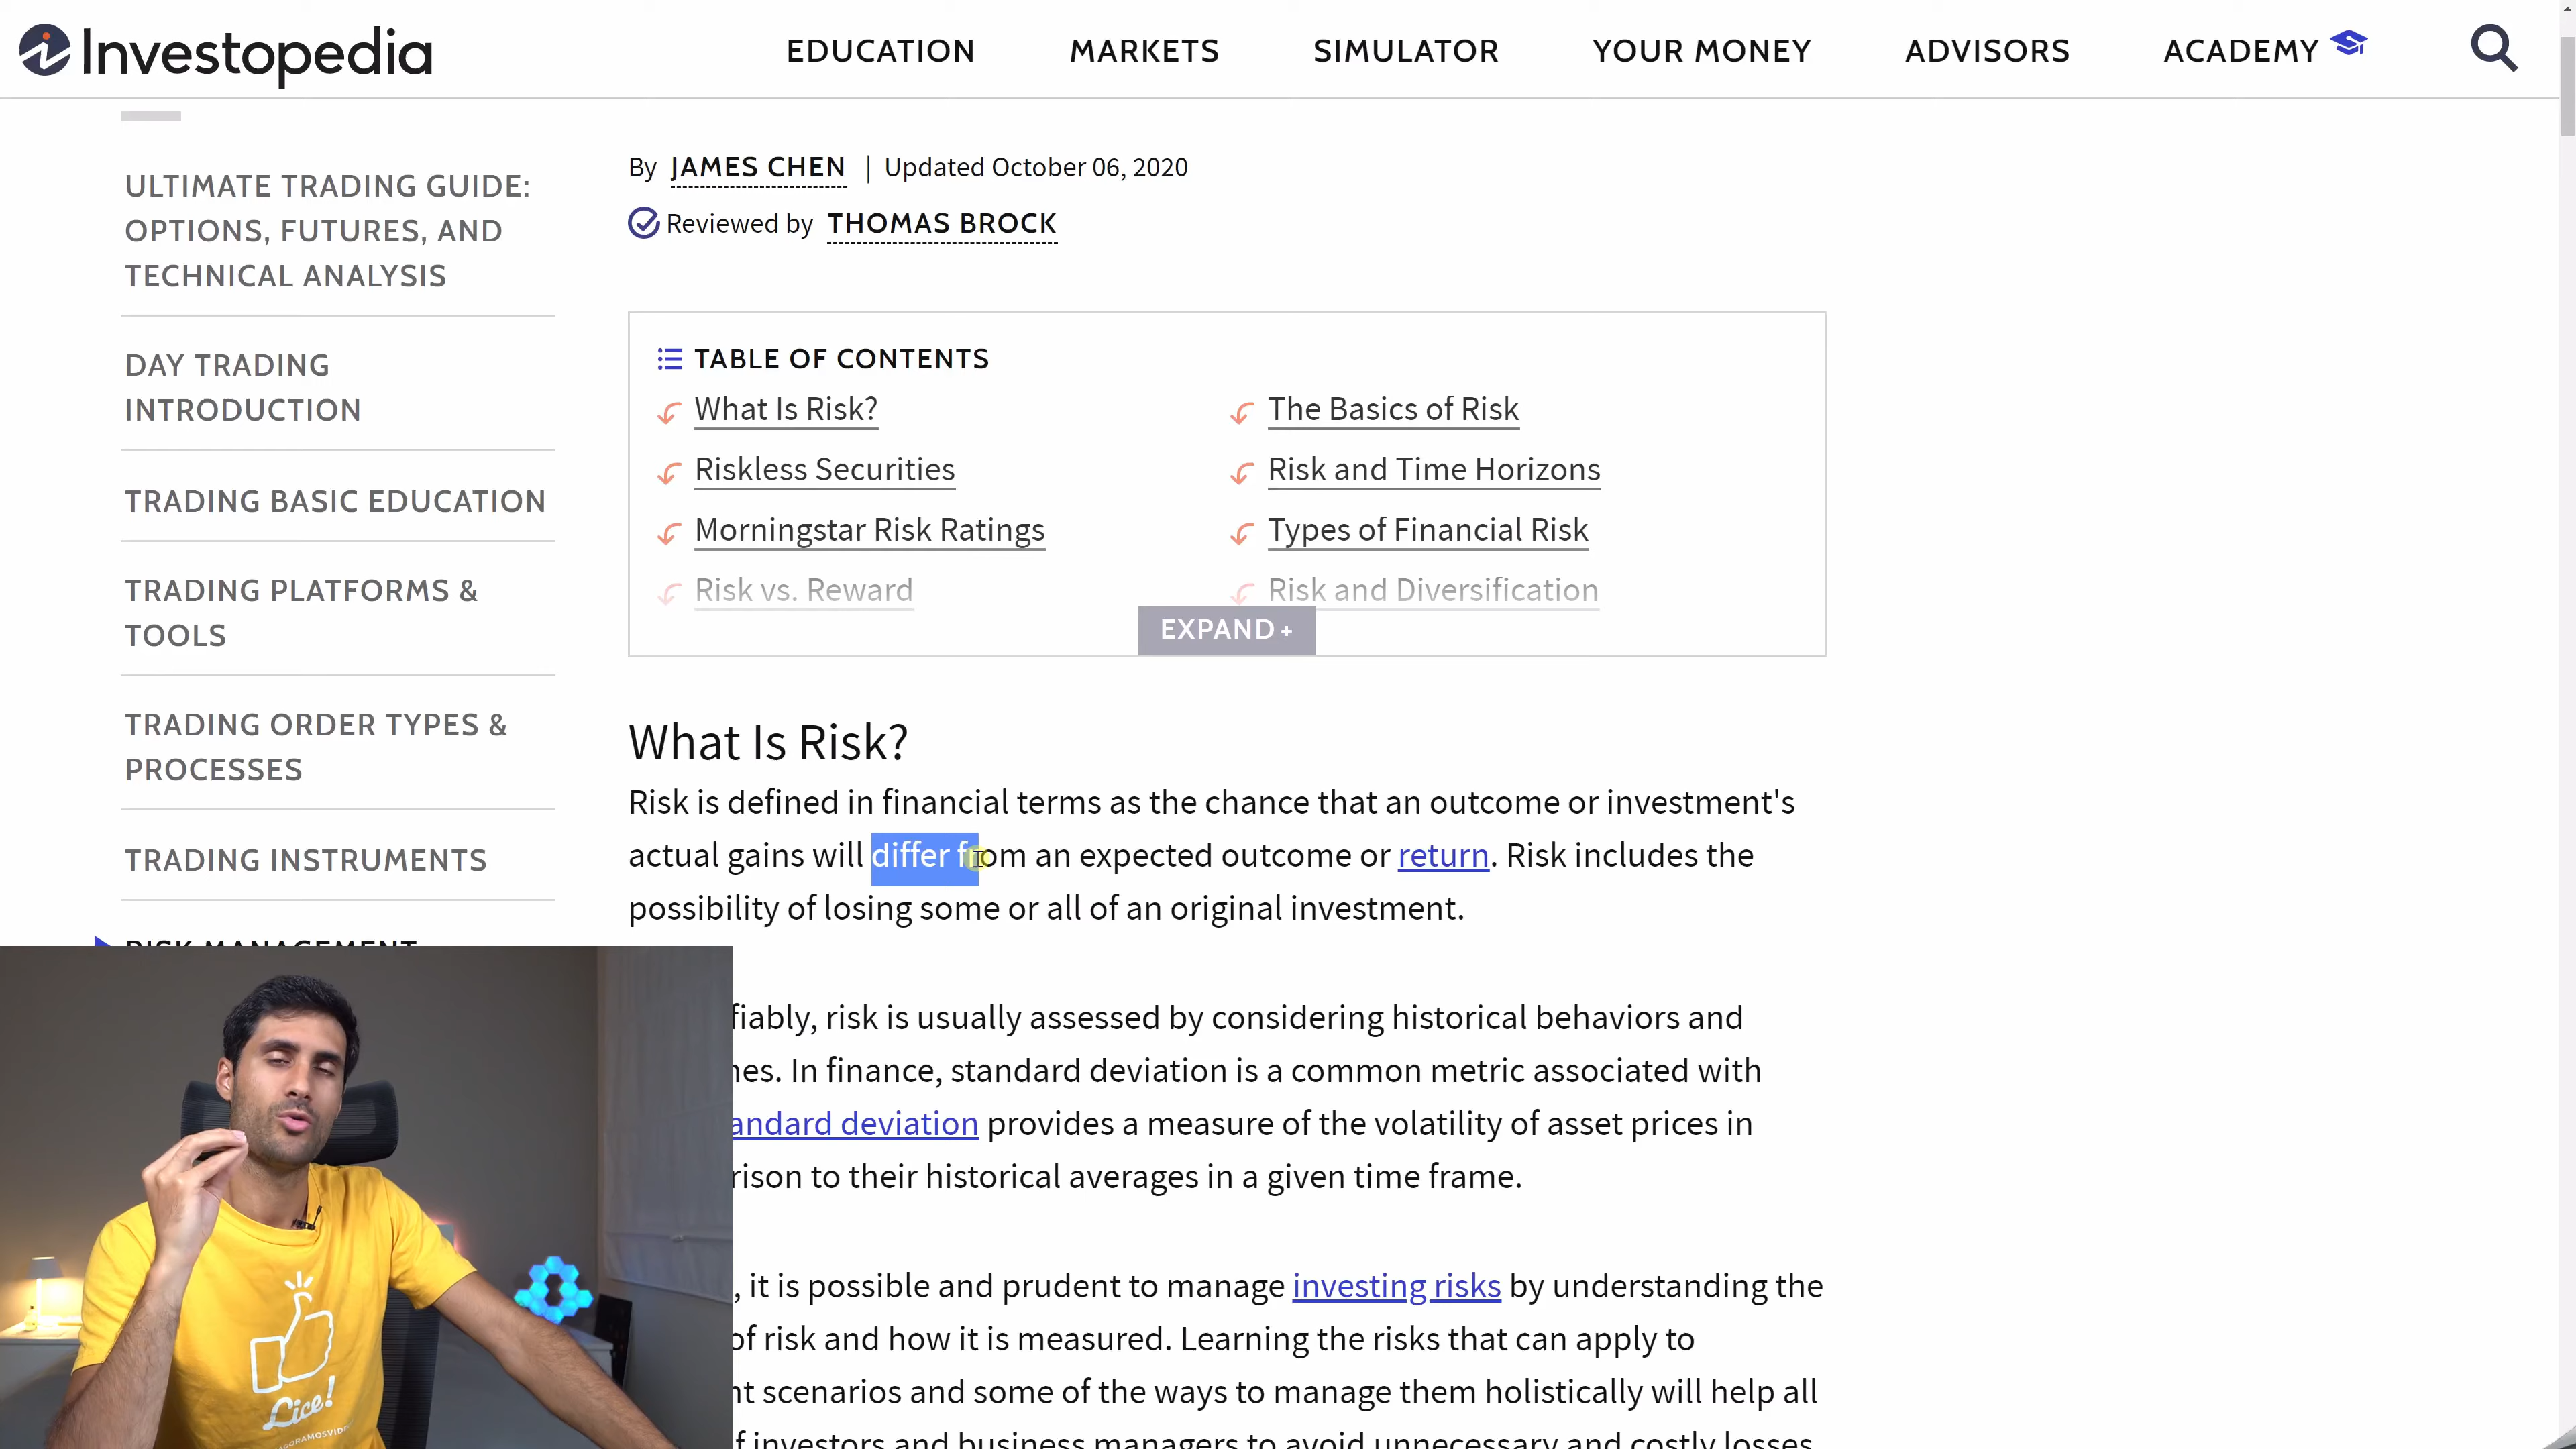 Investopedia
EDUCATION
MARKETS
SIMULATOR
YOUR MONEY
ADVISORS
ACADEMY
ULTIMATE TRADING GUIDE:
OPTIONS, FUTURES, AND
TECHNICAL ANALYSIS
DAY TRADING
INTRODUCTION
TRADING BASIC EDUCATION
TRADING PLATFORMS &
TOOLS
TRADING ORDER TYPES &
PROCESSES
TRADING INSTRUMENTS
RISK MANAGEMENT
By JAMES CHEN | Updated October 06, 2020
Reviewed by THOMAS BROCK
TABLE OF CONTENTS
What Is Risk?
The Basics of Risk
Riskless Securities
Risk and Time Horizons
Morningstar Risk Ratings
Types of Financial Risk
Risk vs. Reward
Risk and Diversification
EXPAND +
What Is Risk?
Risk is defined in financial terms as the chance that an outcome or investment's
actual gains will differ from an expected outcome or return. Risk includes the
possibility of losing some or all of an original investment.
fiably, risk is usually assessed by considering historical behaviors and
nes. In finance, standard deviation is a common metric associated with
andard deviation provides a measure of the volatility of asset prices in
rison to their historical averages in a given time frame.
, it is possible and prudent to manage investing risks by understanding the
of risk and how it is measured. Learning the risks that can apply to
nt scenarios and some of the ways to manage them holistically will help all
f investors and business managers to avoid unnecessary and costly losses.
Lice!